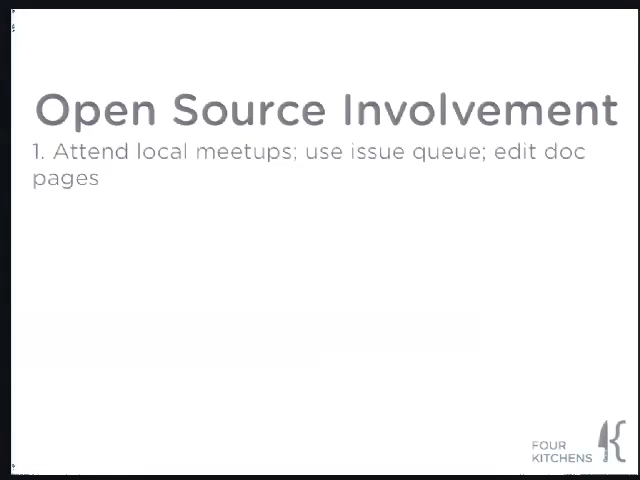 Open Source Involvement
1. Attend local meetups; use issue queue; edit doc
pages
FOUR
KITCHENS